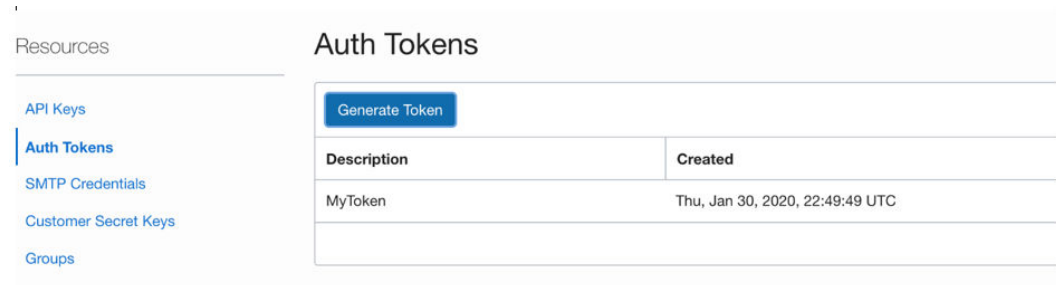 Resources
API Keys
Auth Tokens
SMTP Credentials
Customer Secret Keys
Groups
Auth Tokens
Generate Token
Description Created
MyToken Thu, Jan 30, 2020, 22:49:49 UTC